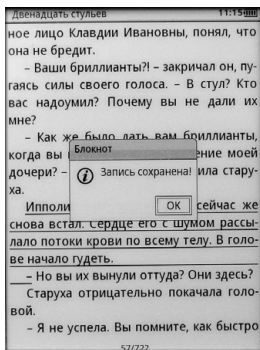 Двенадцать стульев 11:15
ное лицо Клавдии Ивановны, понял, что
она не бредит.
– Ваши бриллианты?! – закричал он, пу-
гаясь силы своего голоса. – В стул? Кто
вас надоумил? Почему вы не дали их
мне?
– Как же было дать вам бриллианты,
когда вы ение моей
Блокнот
дочери? – ила стару-
Запись сохранена!
ха.
OK
Ипполи сейчас же
снова встал. Сердце его с шумом рассы-
лало потоки крови по всему телу. В голо-
ве начало гудеть.
– Но вы их вынули оттуда? Они здесь?
Старуха отрицательно покачала голо-
вой.
– Я не успела. Вы помните, как быстро
57/722